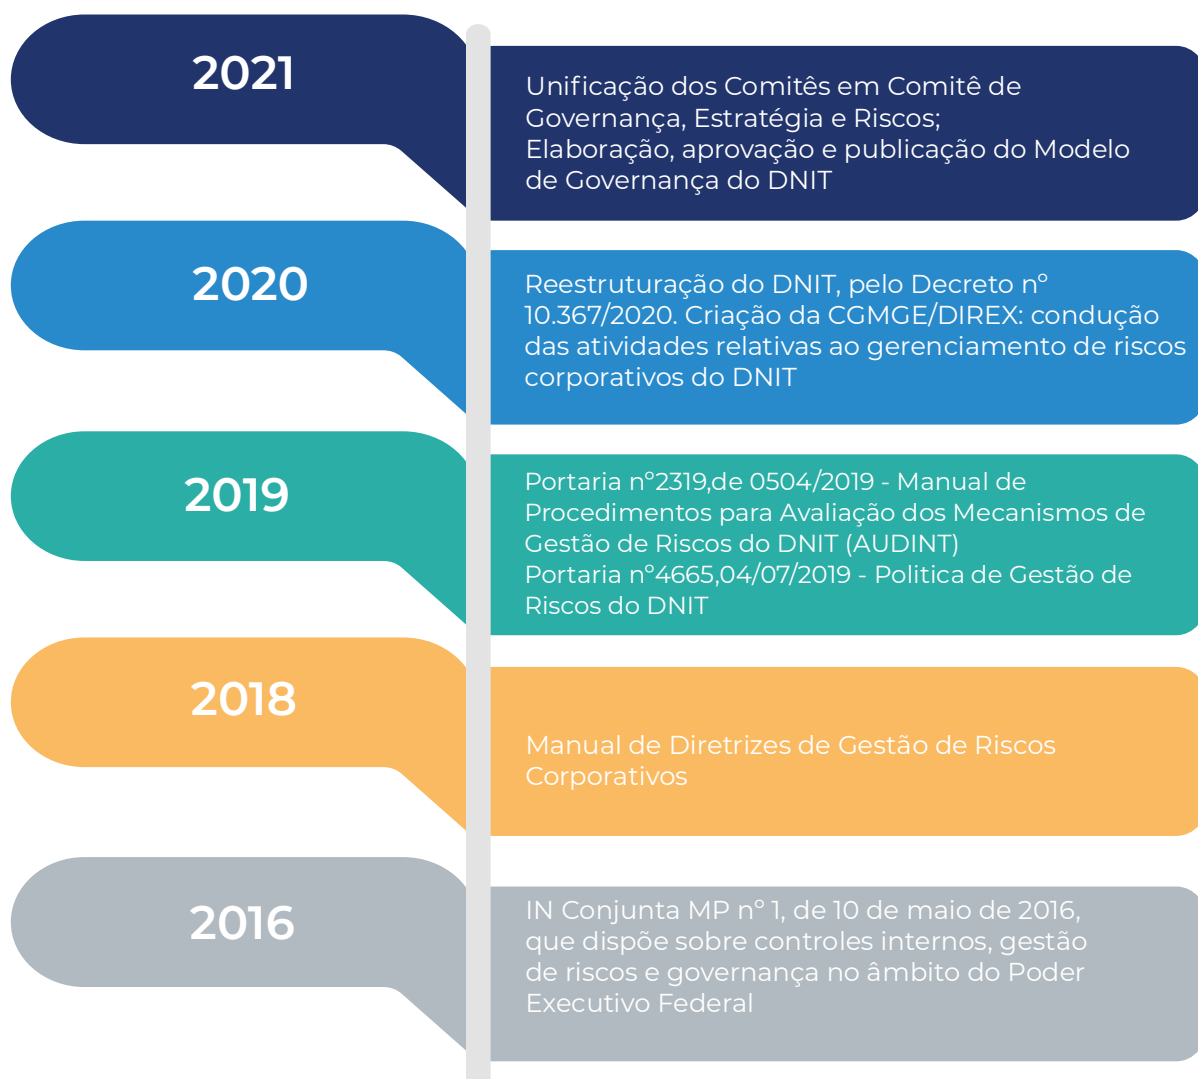 2021
Unificação dos Comitês em Comitê de
Governança, Estratégia e Riscos;
Elaboração, aprovação e publicação do Modelo
de Governança do DNIT
2020
Reestruturação do DNIT, pelo Decreto nº
10.367/2020. Criação da CGMGE/DIREX: condução
das atividades relativas ao gerenciamento de riscos
corporativos do DNIT
2019
Portaria nº2319,de 0504/2019 - Manual de
Procedimentos para Avaliação dos Mecanismos de
Gestão de Riscos do DNIT (AUDINT)
Portaria nº4665,04/07/2019 - Politica de Gestão de
Riscos do DNIT
2018
Manual de Diretrizes de Gestão de Riscos
Corporativos
2016
IN Conjunta MP nº 1, de 10 de maio de 2016,
que dispõe sobre controles internos, gestão
de riscos e governança no âmbito do Poder
Executivo Federal